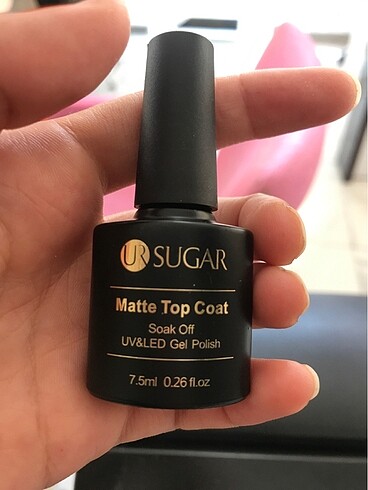 UR SUGAR
Matte Top Coat
Soak Off
UV&LED Gel Polish
7.5ml 0.26 fl.oz